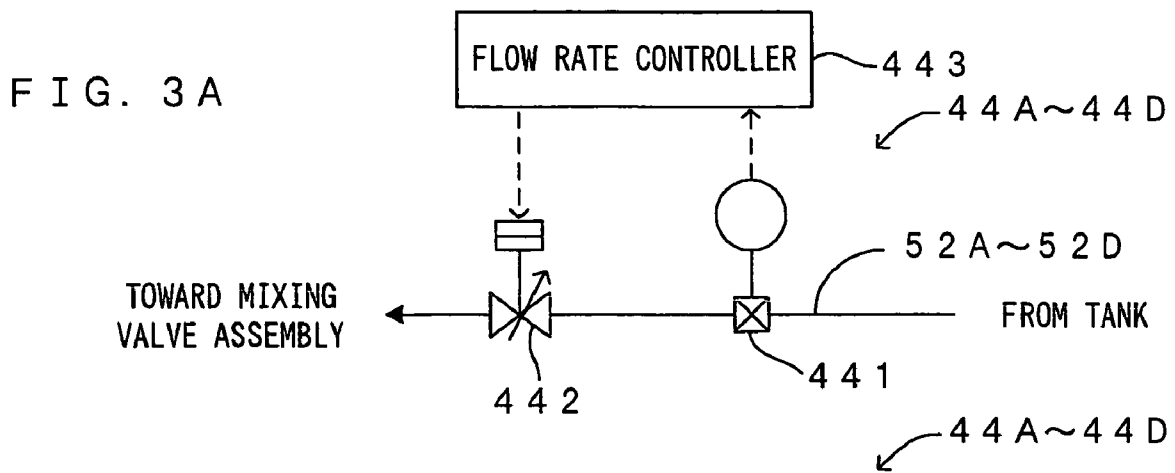 FLOW RATE CONTROLLER
443
FIG. 3A
44A~44D
52A~52D
TOWARD MIXING
VALVE ASSEMBLY
FROM TANK
442
441
44A~44D